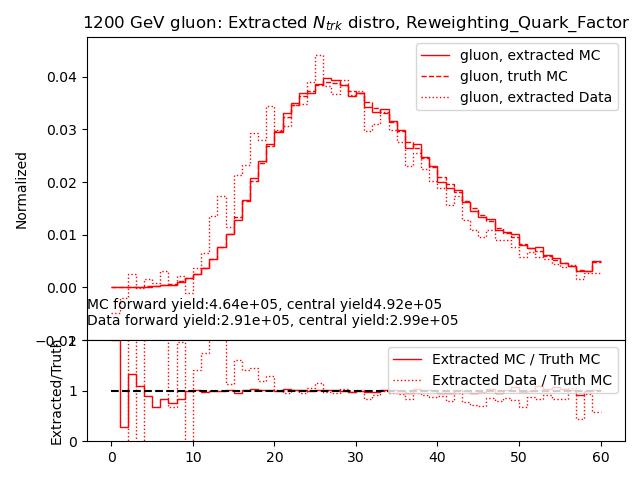 1200 GeV gluon: Extracted N_trk distro, Reweighting_Quark_Factor
gluon, extracted MC
gluon, truth MC
gluon, extracted Data
0.04
0.03
0.02
0.01
0.00
−0.01
Normalized
MC forward yield:4.64e+05, central yield4.92e+05
Data forward yield:2.91e+05, central yield:2.99e+05
2
1
0
Extracted/Truth
Extracted MC / Truth MC
Extracted Data / Truth MC
0 10 20 30 40 50 60